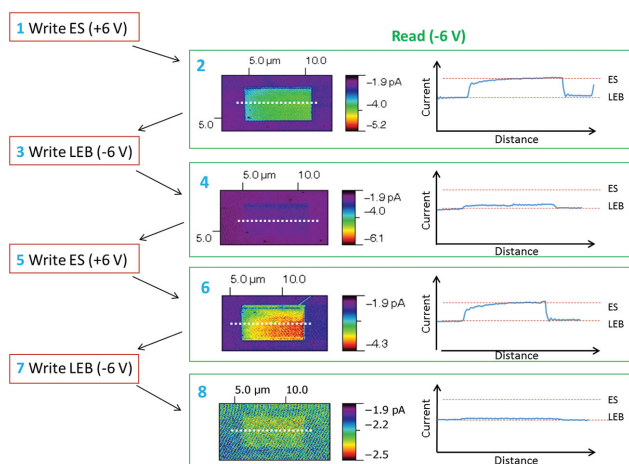 1 Write ES (+6 V)
Read (-6 V)
2
5.0 µm 10.0
5.0
−1.9 pA
−4.0
−5.2
Current
Distance
ES
LEB
3 Write LEB (-6 V)
4
5.0 µm 10.0
5.0
−1.9 pA
−4.0
−6.1
Current
Distance
ES
LEB
5 Write ES (+6 V)
6
5.0 µm 10.0
−1.9 pA
−4.3
Current
Distance
ES
LEB
7 Write LEB (-6 V)
8
5.0 µm 10.0
−1.9 pA
−2.2
−2.5
Current
Distance
ES
LEB